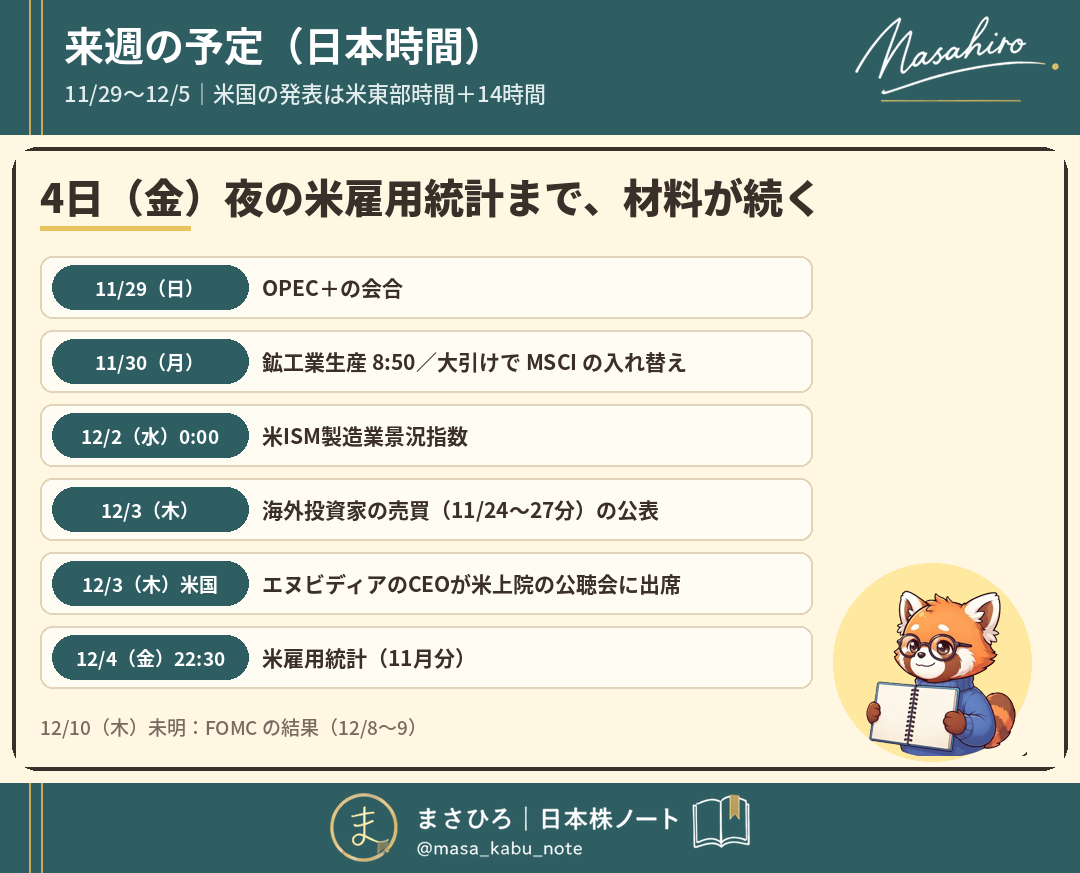 来週の予定（日本時間）
11/29〜12/5｜米国の発表は米東部時間＋14時間
Masahiro
4日（金）夜の米雇用統計まで、材料が続く
11/29（日） OPEC＋の会合
11/30（月） 鉱工業生産 8:50／大引けで MSCI の入れ替え
12/2（水）0:00 米ISM製造業景況指数
12/3（木） 海外投資家の売買（11/24〜27分）の公表
12/3（木）米国 エヌビディアのCEOが米上院の公聴会に出席
12/4（金）22:30 米雇用統計（11月分）
12/10（木）未明：FOMC の結果（12/8〜9）
ま
まさひろ｜日本株ノート
@masa_kabu_note